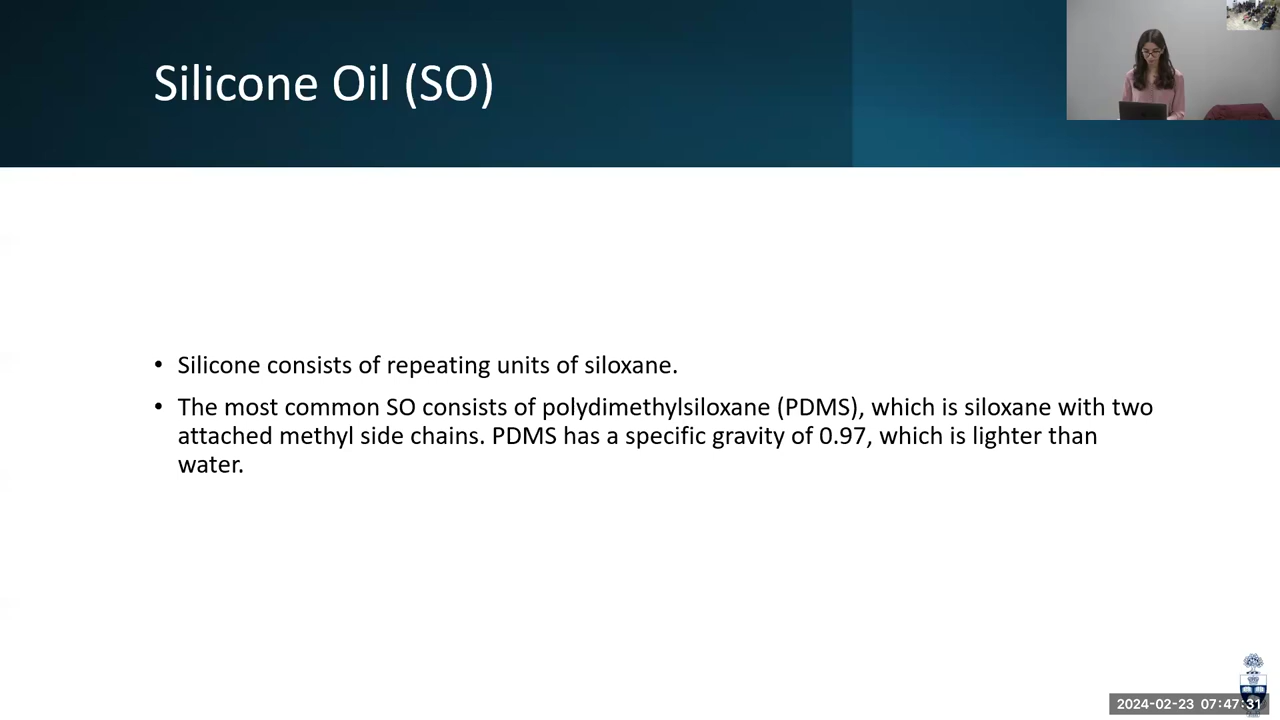 Silicone Oil (SO)
• Silicone consists of repeating units of siloxane.
• The most common SO consists of polydimethylsiloxane (PDMS), which is siloxane with two
attached methyl side chains. PDMS has a specific gravity of 0.97, which is lighter than
water.
2024-02-23 07:47:31